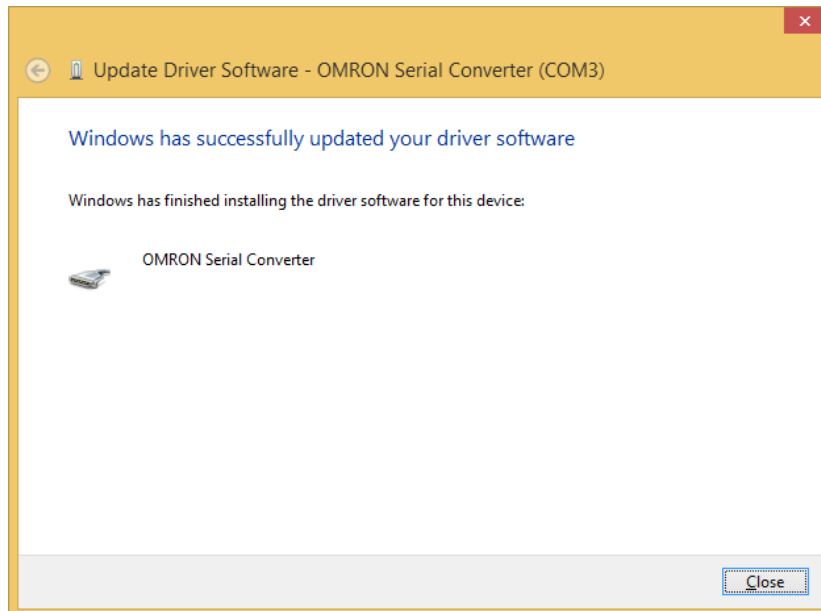 Update Driver Software - OMRON Serial Converter (COM3)
Windows has successfully updated your driver software
Windows has finished installing the driver software for this device:
OMRON Serial Converter
Close